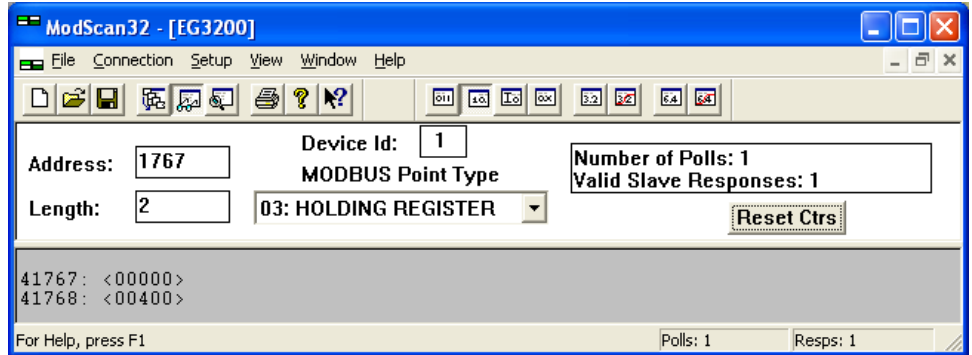 ModScan32 - [EG3200]
File Connection Setup View Window Help
Device Id: 1
Address: 1767
MODBUS Point Type
Number of Polls: 1
Valid Slave Responses: 1
Length: 2
03: HOLDING REGISTER
Reset Ctrs
41767: <00000>
41768: <00400>
For Help, press F1
Polls: 1
Resps: 1